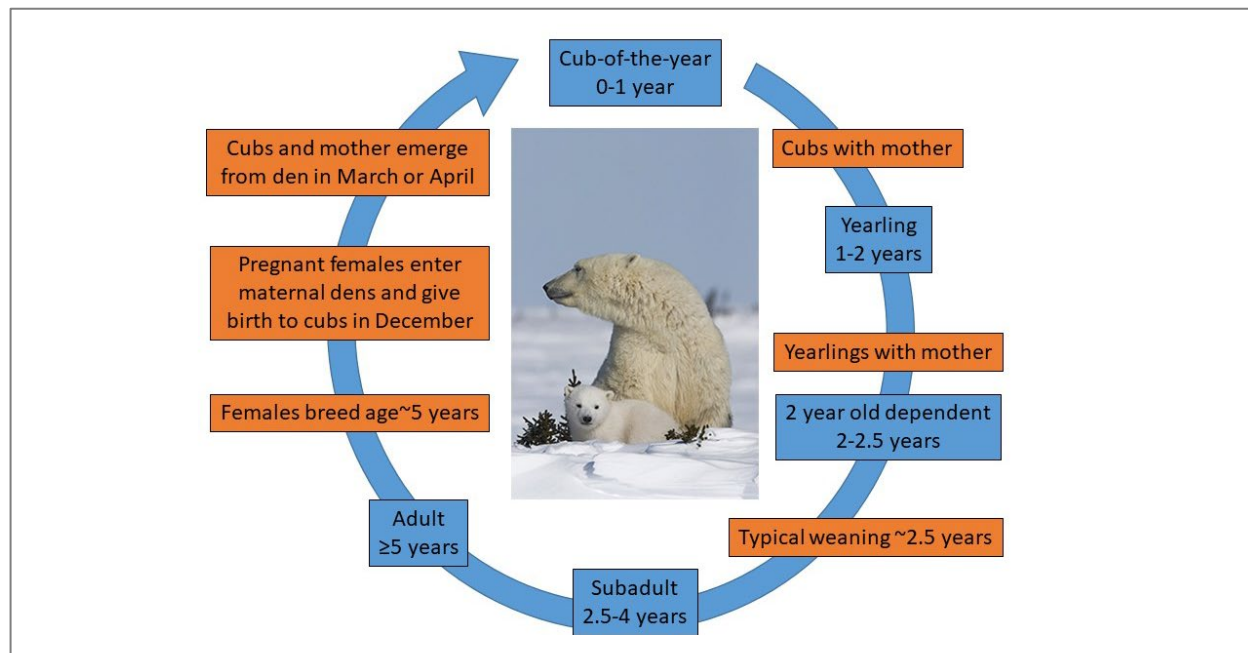 Cub-of-the-year
0-1 year
Cubs with mother
Yearling
1-2 years
Yearlings with mother
2 year old dependent
2-2.5 years
Typical weaning ~2.5 years
Subadult
2.5-4 years
Adult
≥5 years
Females breed age~5 years
Pregnant females enter
maternal dens and give
birth to cubs in December
Cubs and mother emerge
from den in March or April